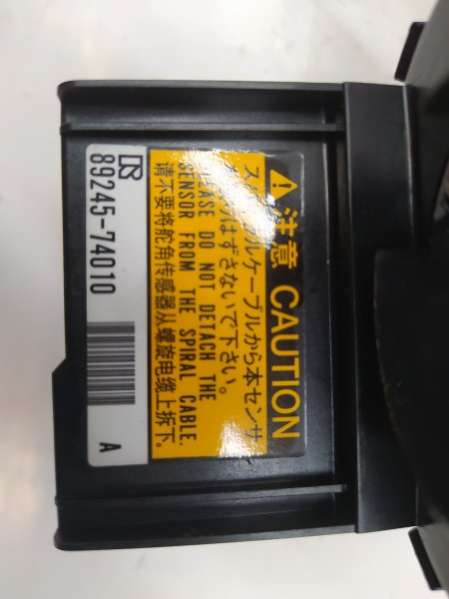 注意 CAUTION
スパイラルケーブルから本センサを
はずさないで下さい。
PLEASE DO NOT DETACH THE
SENSOR FROM THE SPIRAL CABLE.
请不要将舵角传感器从螺旋电缆上拆下。
R
89245-74010
A